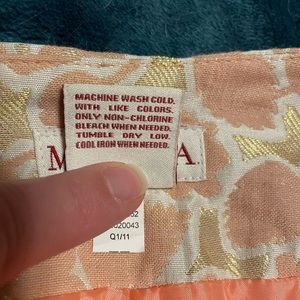 MACHINE WASH COLD.
WITH LIKE COLORS.
ONLY NON-CHLORINE
BLEACH WHEN NEEDED.
TUMBLE DRY LOW.
COOL IRON WHEN NEEDED.
M A.
020043
Q1/11